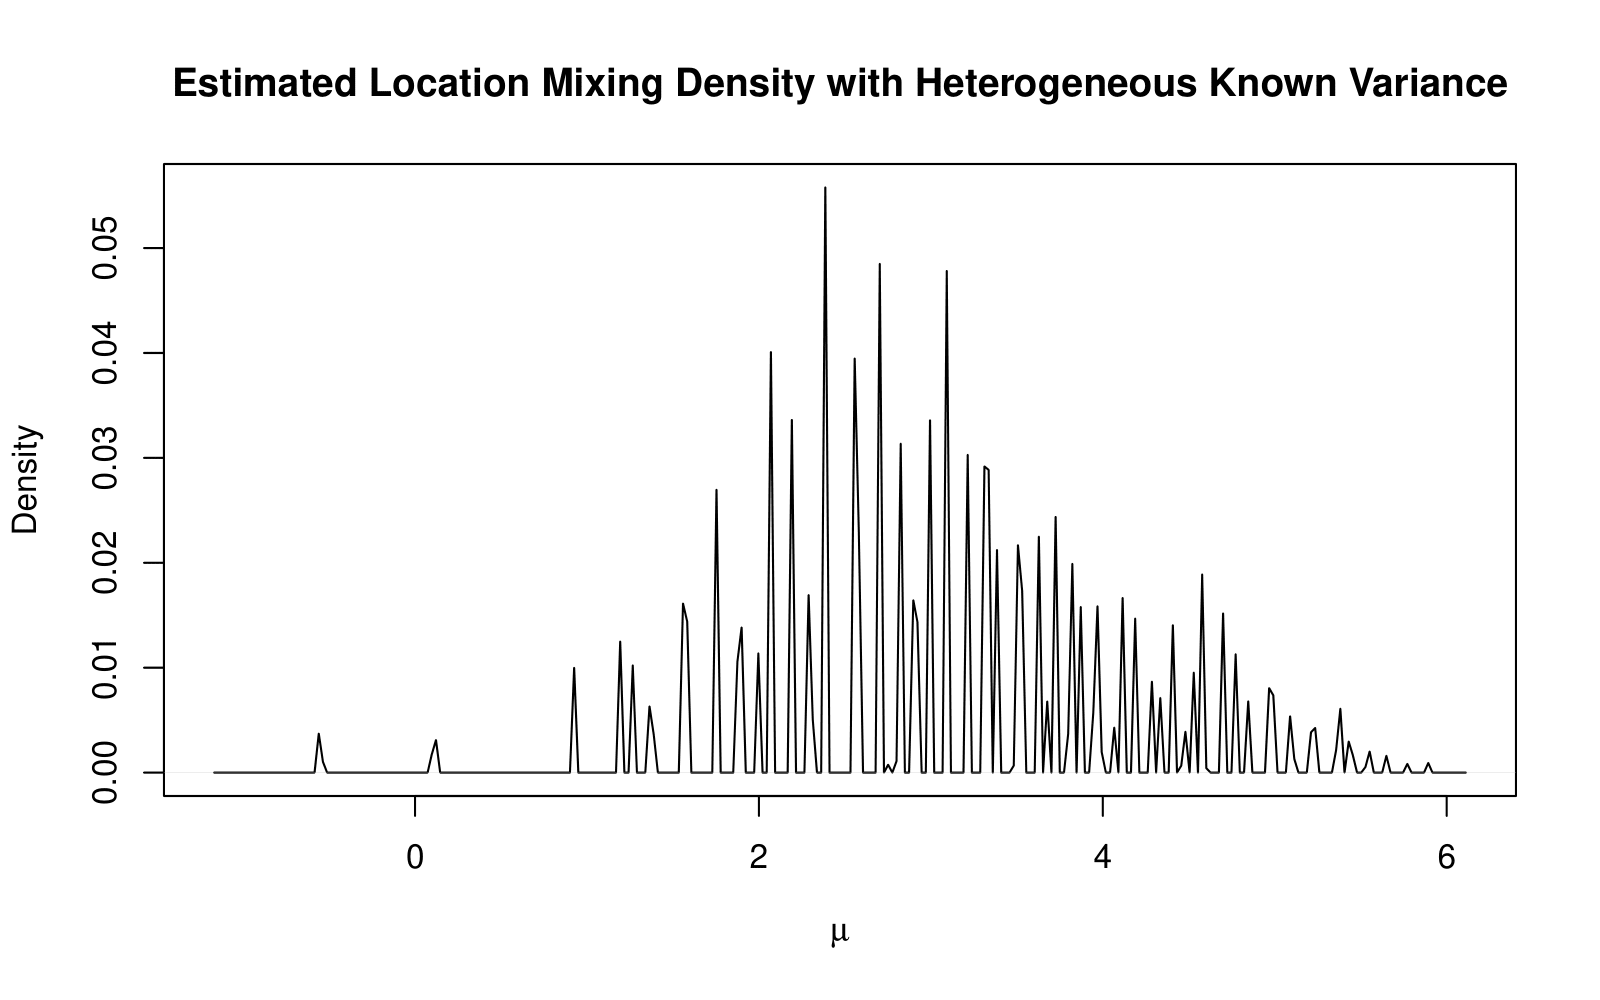 Estimated Location Mixing Density with Heterogeneous Known Variance
Density
0.05
0.04
0.03
0.02
0.01
0.00
0 2 4 6
μ